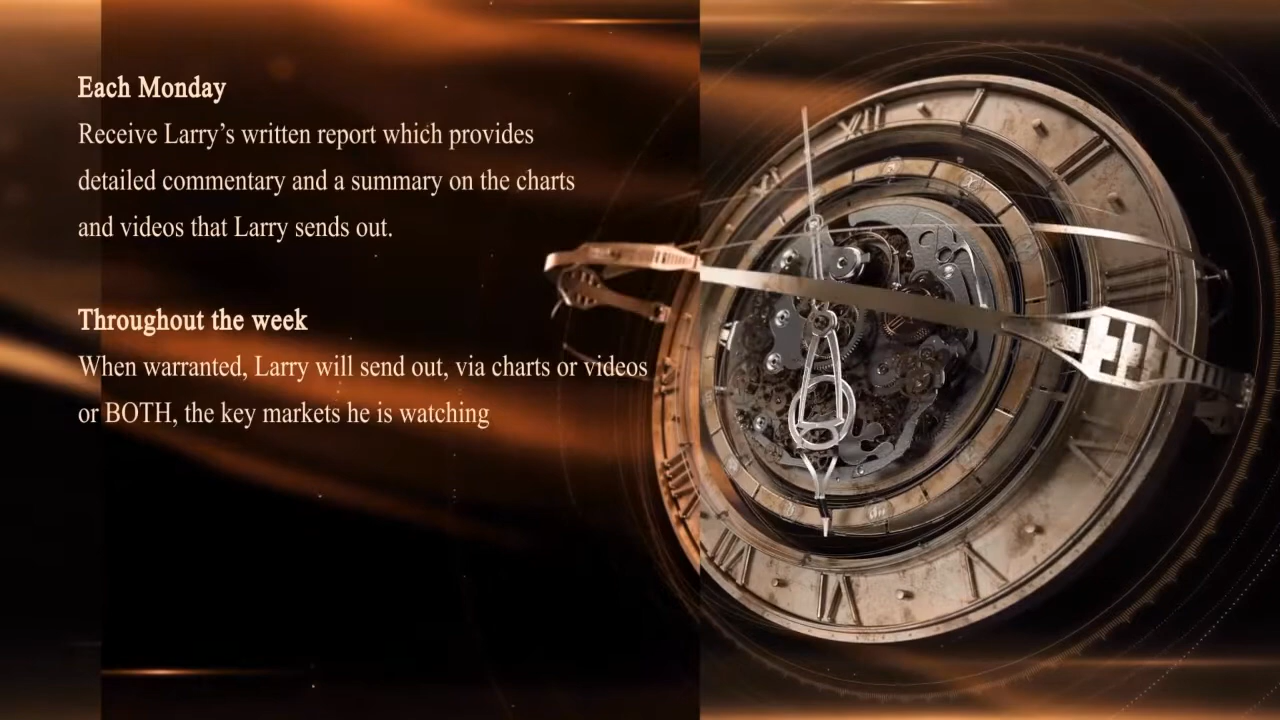 Each Monday
Receive Larry’s written report which provides
detailed commentary and a summary on the charts
and videos that Larry sends out.
Throughout the week
When warranted, Larry will send out, via charts or videos
or BOTH, the key markets he is watching
XII
XI